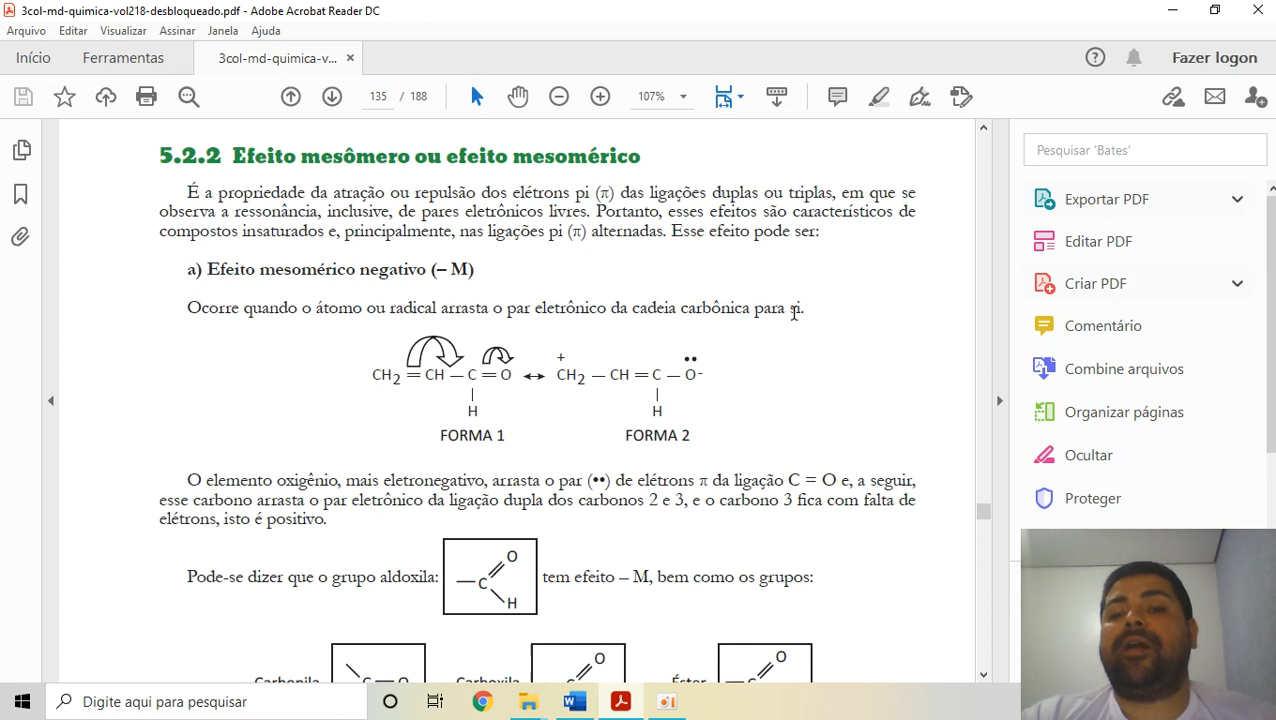 3col-md-quimica-vol218-desbloqueado.pdf - Adobe Acrobat Reader DC
Arquivo Editar Visualizar Assinar Janela Ajuda
Início Ferramentas 3col-md-quimica-v... × Fazer logon
135 / 188 107%
5.2.2 Efeito mesômero ou efeito mesomérico
É a propriedade da atração ou repulsão dos elétrons pi (π) das ligações duplas ou triplas, em que se
observa a ressonância, inclusive, de pares eletrônicos livres. Portanto, esses efeitos são característicos de
compostos insaturados e, principalmente, nas ligações pi (π) alternadas. Esse efeito pode ser:
a) Efeito mesomérico negativo (– M)
Ocorre quando o átomo ou radical arrasta o par eletrônico da cadeia carbônica para
+ ••
CH2 = CH — C = O ↔ CH2 — CH = C — O-
| |
H H
FORMA 1 FORMA 2
O elemento oxigênio, mais eletronegativo, arrasta o par (••) de elétrons π da ligação C = O e, a seguir,
esse carbono arrasta o par eletrônico da ligação dupla dos carbonos 2 e 3, e o carbono 3 fica com falta de
elétrons, isto é positivo.
O
Pode-se dizer que o grupo aldoxila: — C tem efeito – M, bem como os grupos:
H
O O
Carbonila C O Carboxila Éster
Pesquisar 'Bates'
Exportar PDF
Editar PDF
Criar PDF
Comentário
Combine arquivos
Organizar páginas
Ocultar
Proteger
Digite aqui para pesquisar